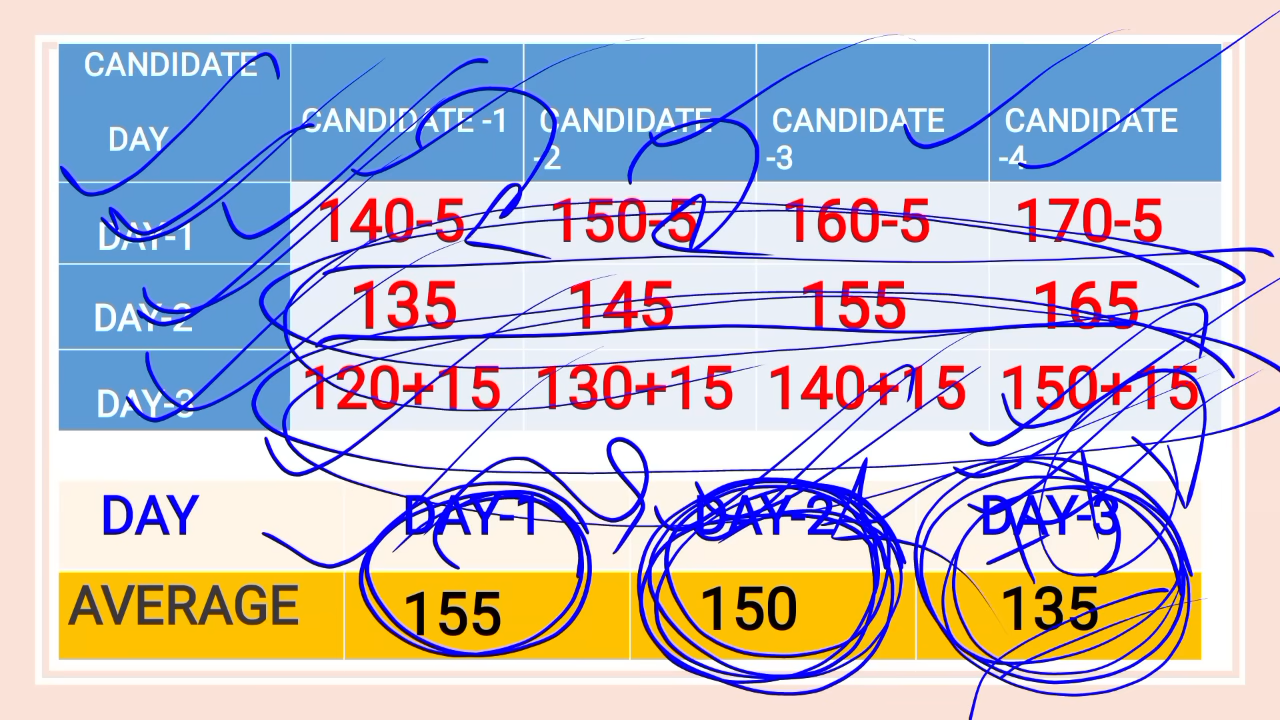 CANDIDATE
DAY
CANDIDATE -1
CANDIDATE -2
CANDIDATE -3
CANDIDATE -4
DAY-1 140-5 150-5 160-5 170-5
DAY-2 135 145 155 165
DAY-3 120+15 130+15 140+15 150+15
DAY DAY-1 DAY-2 DAY-3
AVERAGE 155 150 135